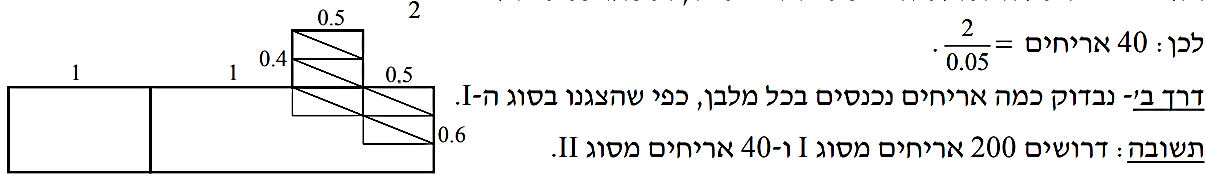 לכן: 40 אריחים = 2/0.05.
דרך ב'- נבדוק כמה אריחים נכנסים בכל מלבן, כפי שהצגנו בסוג ה-I.
תשובה: דרושים 200 אריחים מסוג I ו-40 אריחים מסוג II.
2
0.5
0.4
1
1
0.5
0.6